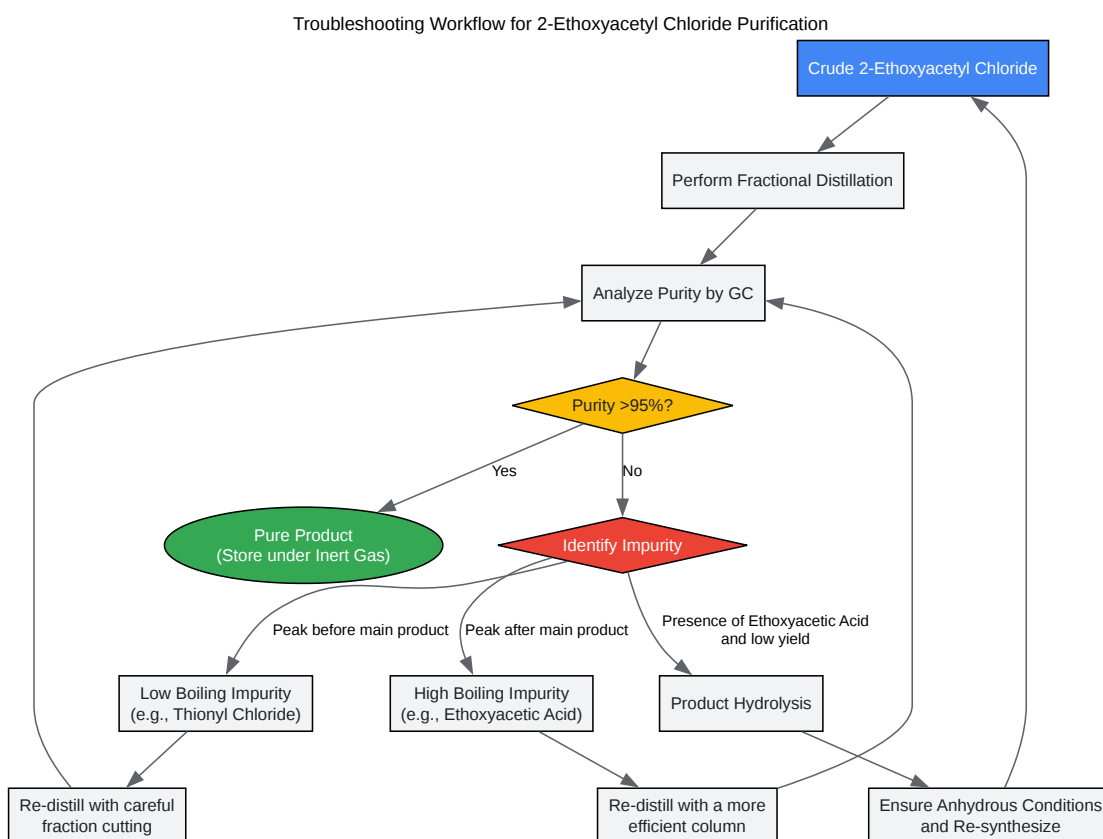 Troubleshooting Workflow for 2-Ethoxyacetyl Chloride Purification
Crude 2-Ethoxyacetyl Chloride
Perform Fractional Distillation
Analyze Purity by GC
Purity >95%?
Yes
No
Pure Product
(Store under Inert Gas)
Identify Impurity
Peak before main product
Peak after main product
Presence of Ethoxyacetic Acid
and low yield
Low Boiling Impurity
(e.g., Thionyl Chloride)
High Boiling Impurity
(e.g., Ethoxyacetic Acid)
Product Hydrolysis
Re-distill with careful
fraction cutting
Re-distill with a more
efficient column
Ensure Anhydrous Conditions
and Re-synthesize